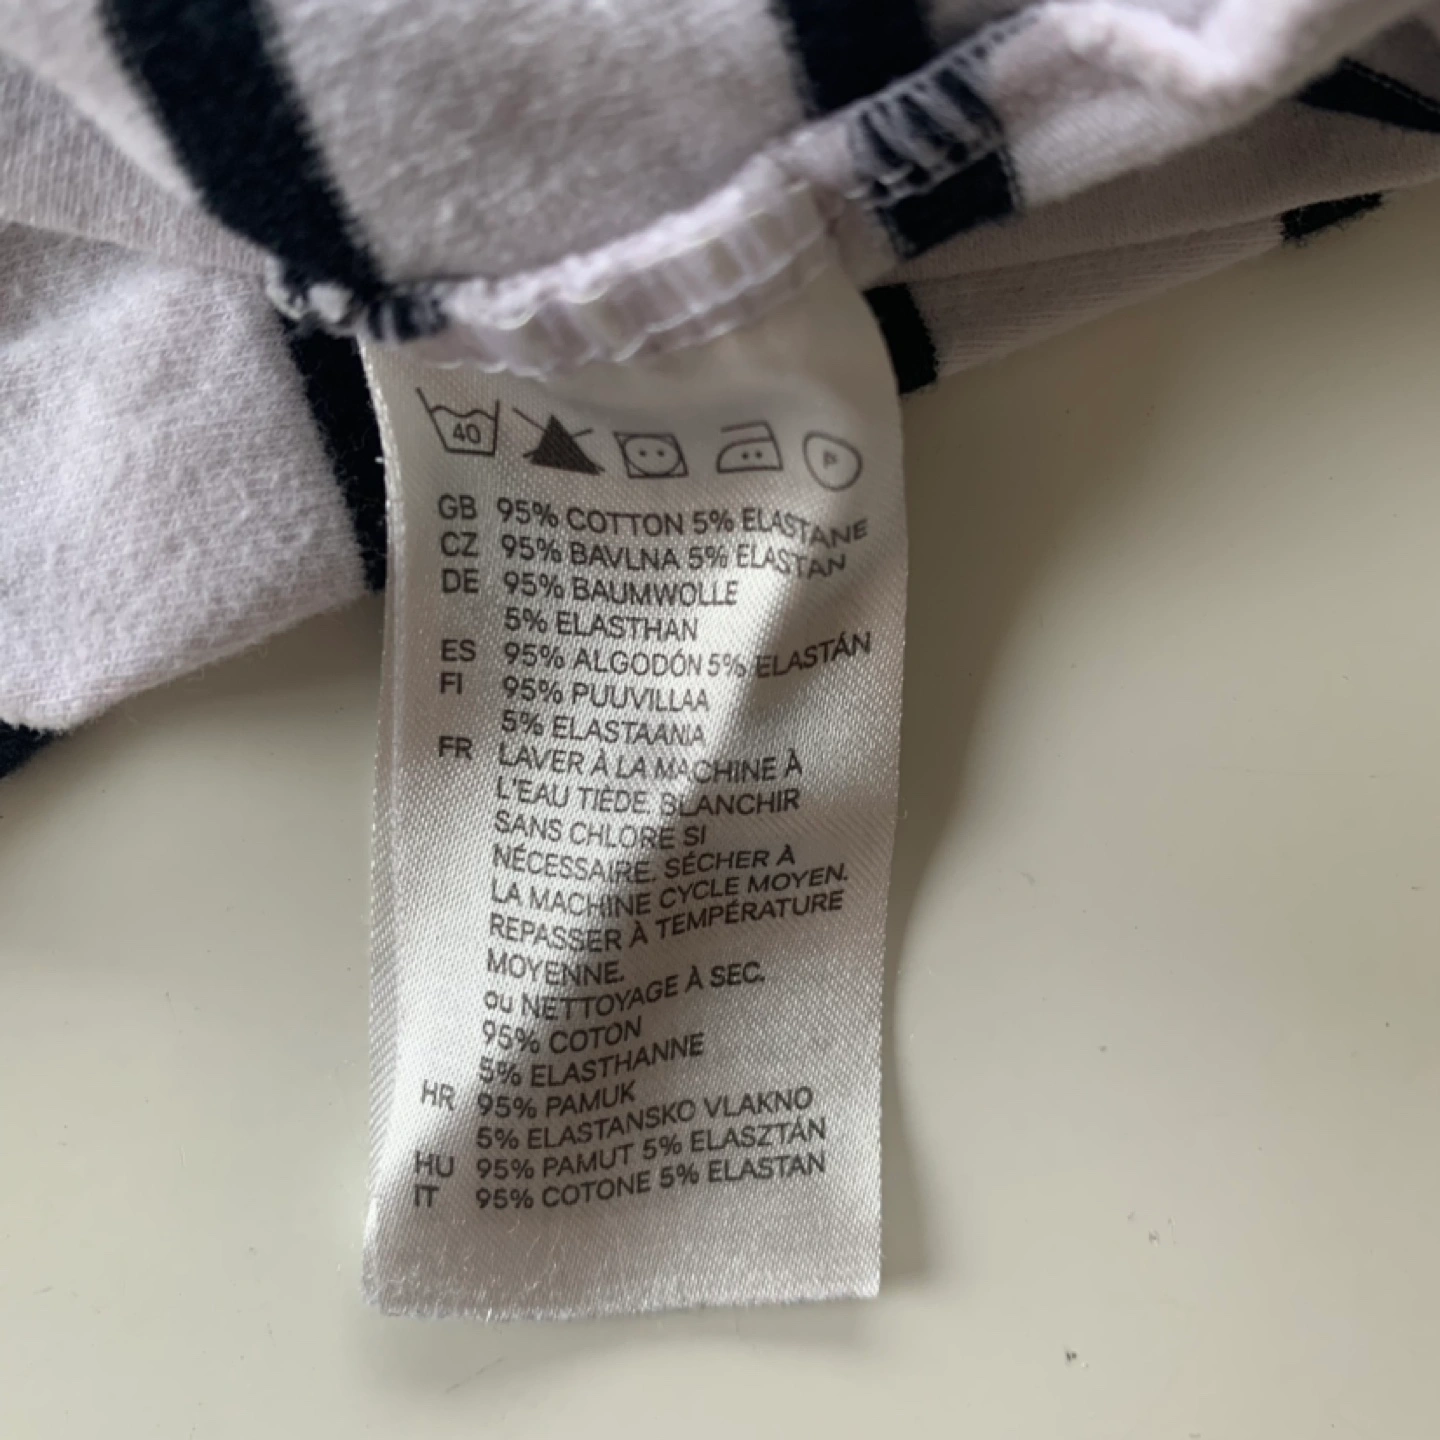 40
P
GB 95% COTTON 5% ELASTANE
CZ 95% BAVLNA 5% ELASTAN
DE 95% BAUMWOLLE
5% ELASTHAN
ES 95% ALGODÓN 5% ELASTÁN
FI 95% PUUVILLAA
5% ELASTAANIA
FR LAVER À LA MACHINE À
L'EAU TIÈDE. BLANCHIR
SANS CHLORE SI
NÉCESSAIRE. SÉCHER À
LA MACHINE CYCLE MOYEN.
REPASSER À TEMPÉRATURE
MOYENNE.
ou NETTOYAGE À SEC.
95% COTON
5% ELASTHANNE
HR 95% PAMUK
5% ELASTANSKO VLAKNO
HU 95% PAMUT 5% ELASZTÁN
IT 95% COTONE 5% ELASTAN